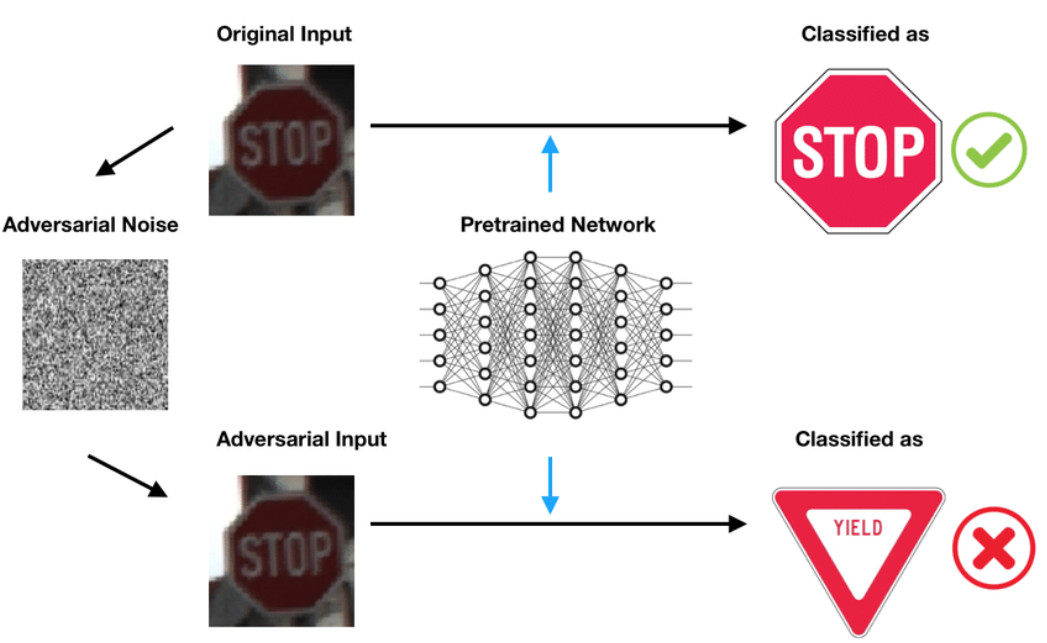 Original Input
Classified as
STOP
STOP
Adversarial Noise
Pretrained Network
Adversarial Input
Classified as
STOP
YIELD